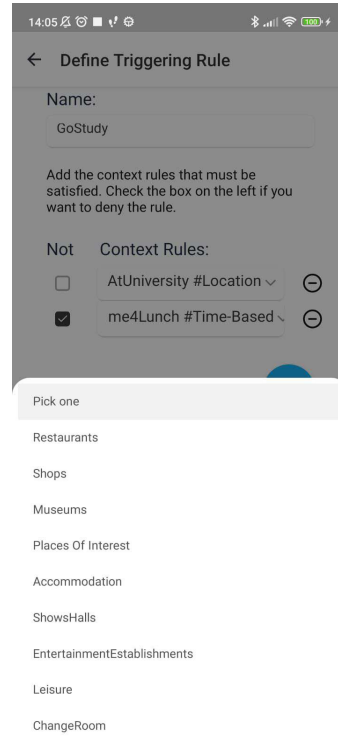 14:05
100
Define Triggering Rule
Name:
GoStudy
Add the context rules that must be
satisfied. Check the box on the left if you
want to deny the rule.
Not Context Rules:
AtUniversity #Location
me4Lunch #Time-Based
Pick one
Restaurants
Shops
Museums
Places Of Interest
Accommodation
ShowsHalls
EntertainmentEstablishments
Leisure
ChangeRoom